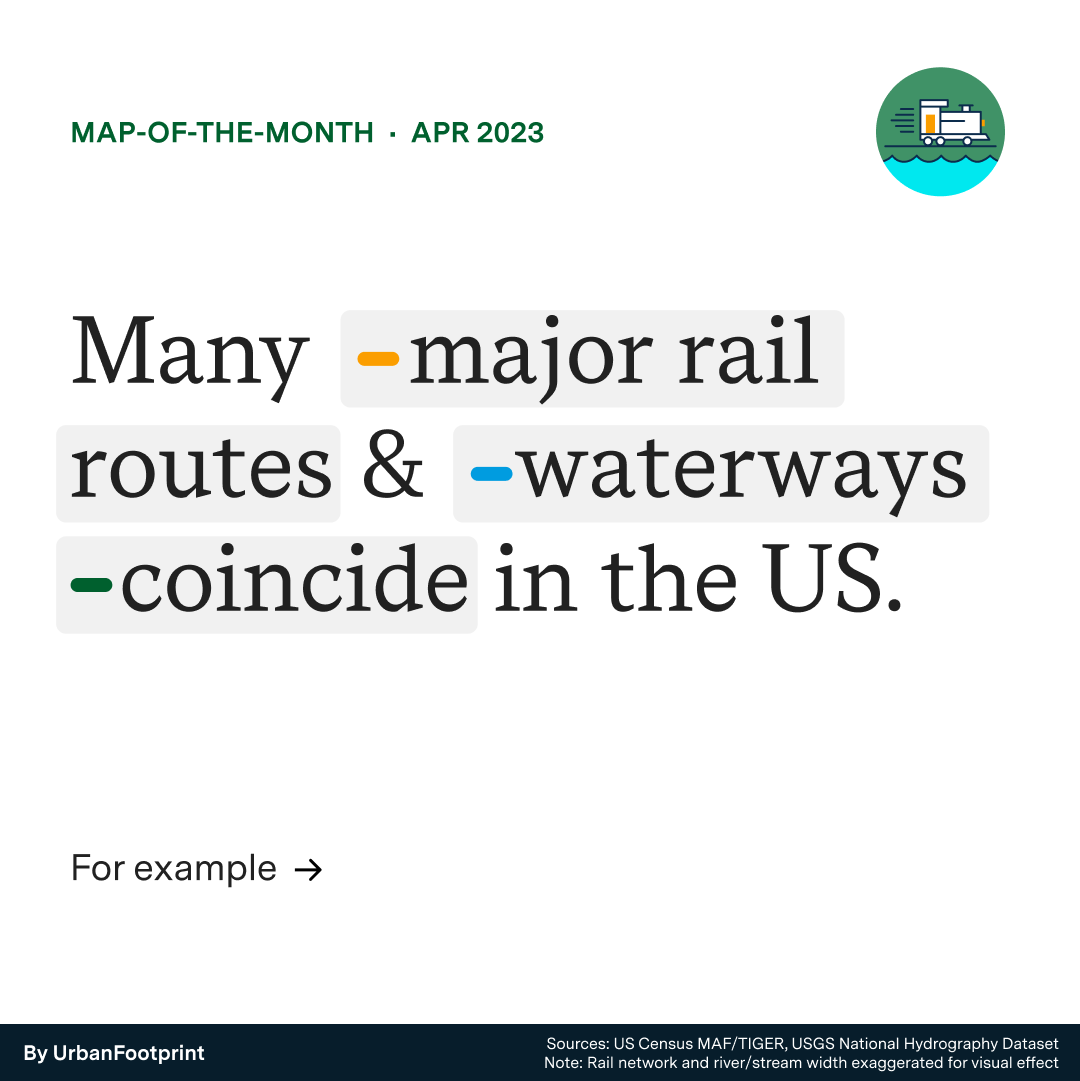 MAP-OF-THE-MONTH · APR 2023
Many major rail
routes & waterways
coincide in the US.
For example →
By UrbanFootprint
Sources: US Census MAF/TIGER, USGS National Hydrography Dataset
Note: Rail network and river/stream width exaggerated for visual effect